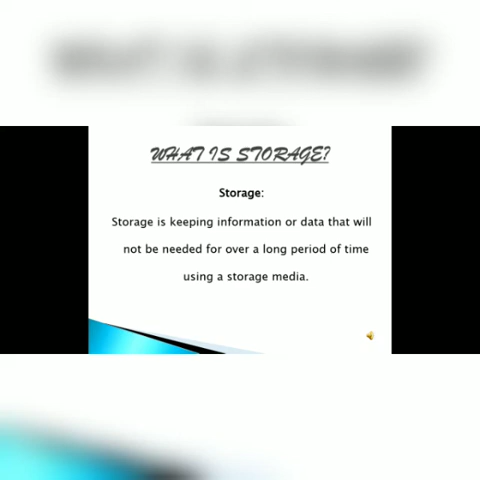 WHAT IS STORAGE?
Storage:
Storage is keeping information or data that will
not be needed for over a long period of time
using a storage media.